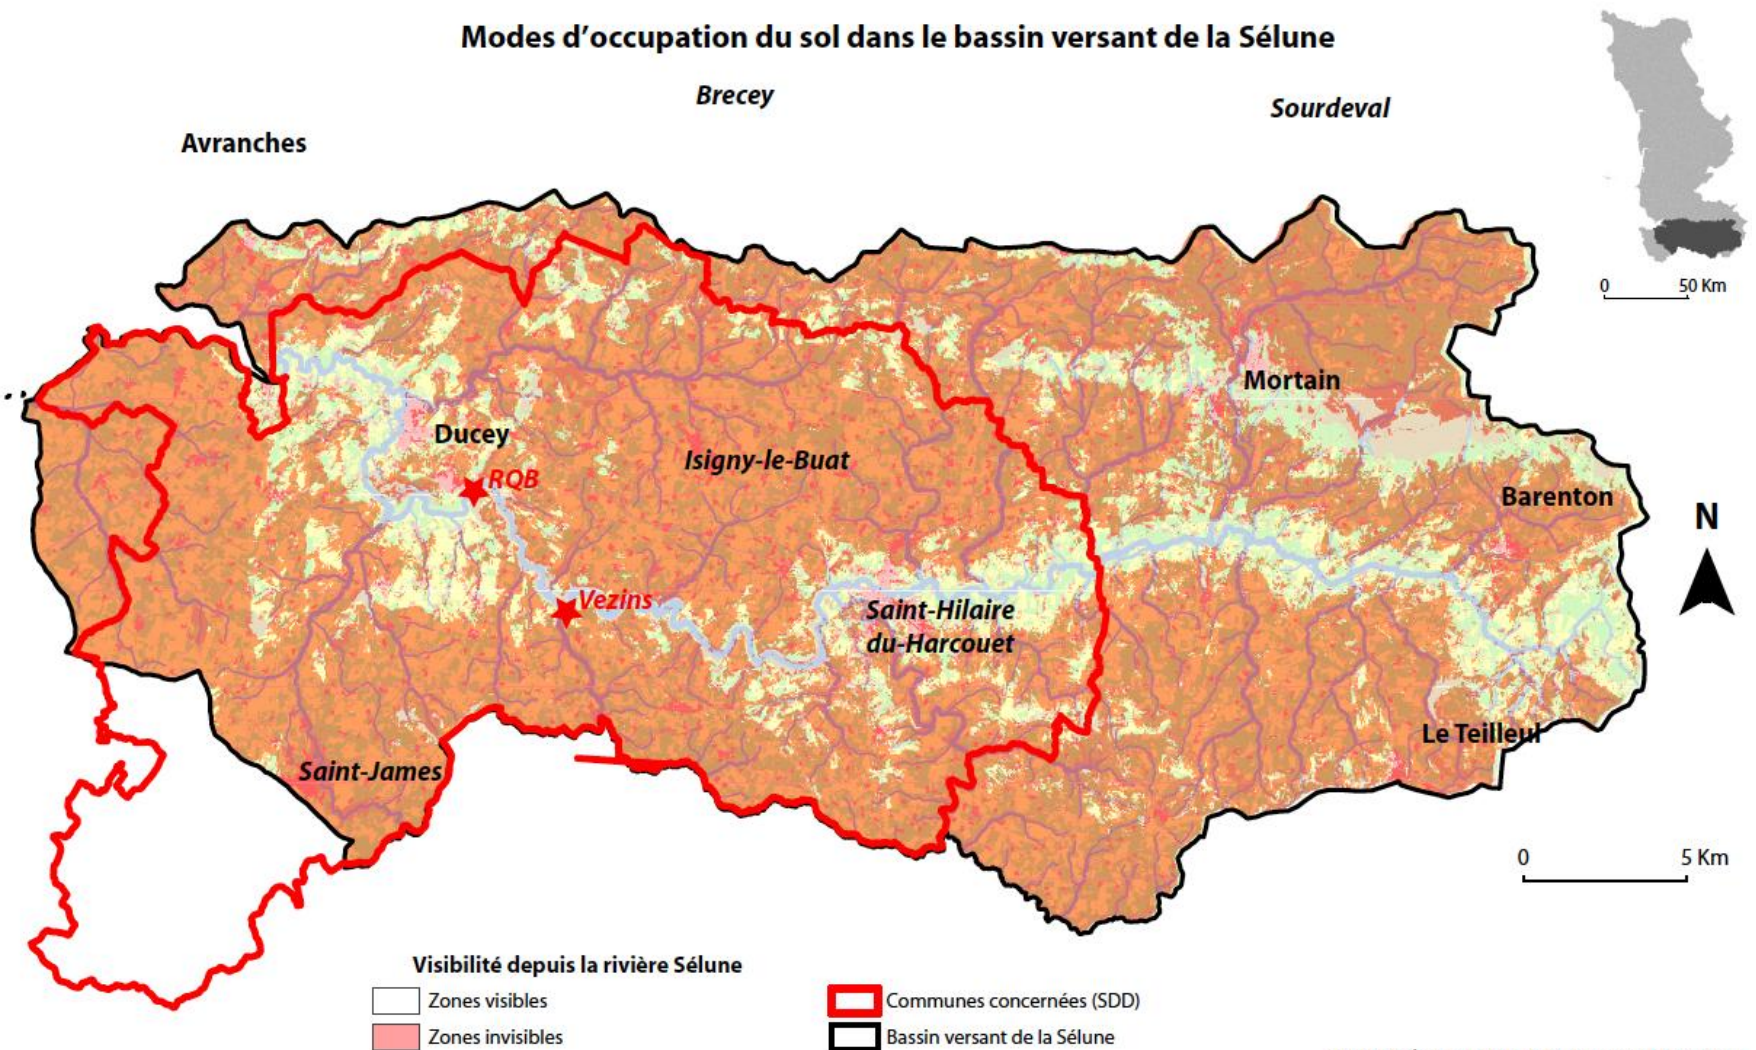 Modes d'occupation du sol dans le bassin versant de la Sélune
Brecey
Sourdeval
Avranches
0 50 Km
Mortain
Ducey
Isigny-le-Buat
RQB
Barenton
N
Vezins
Saint-Hilaire
du-Harcouet
Le Teilleul
Saint-James
0 5 Km
Visibilité depuis la rivière Sélune
Zones visibles
Communes concernées (SDD)
Zones invisibles
Bassin versant de la Sélune